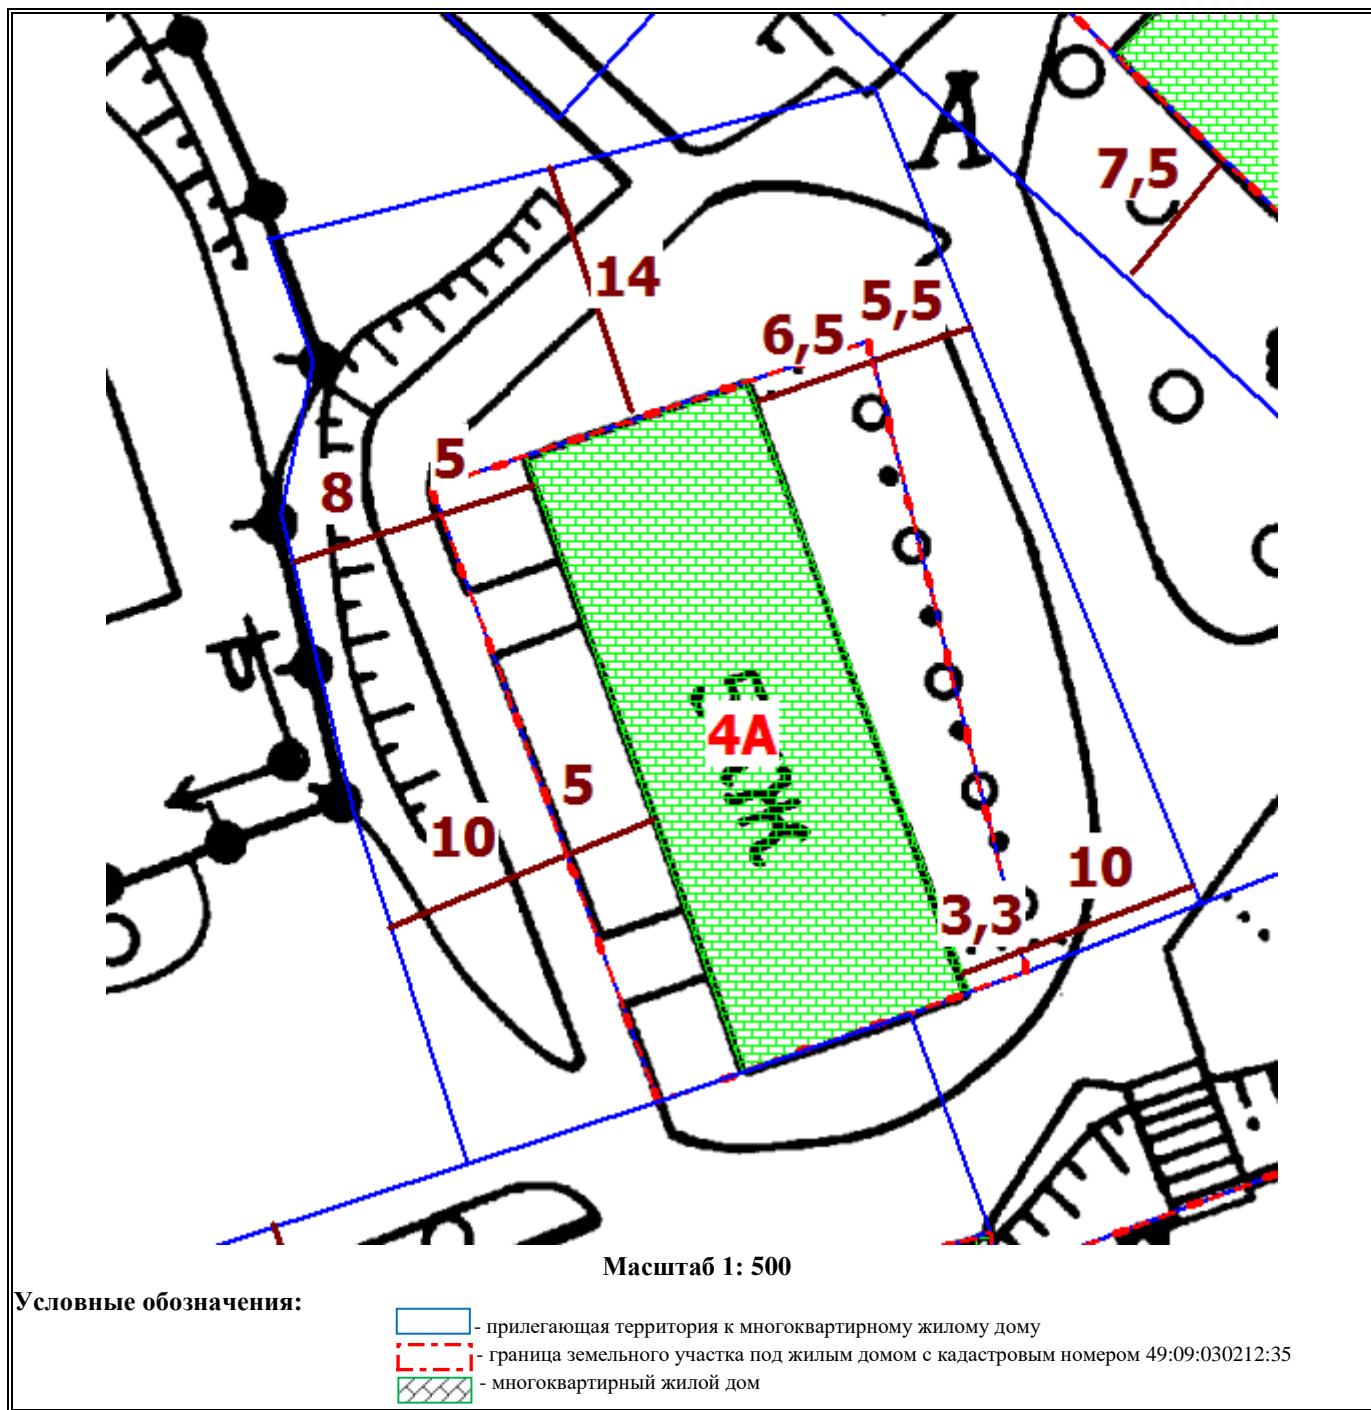 А
7,5
14
5,5
6,5
5
8
4А
5
10
10
3,3
Масштаб 1: 500
Условные обозначения:
- прилегающая территория к многоквартирному жилому дому
- граница земельного участка под жилым домом с кадастровым номером 49:09:030212:35
- многоквартирный жилой дом